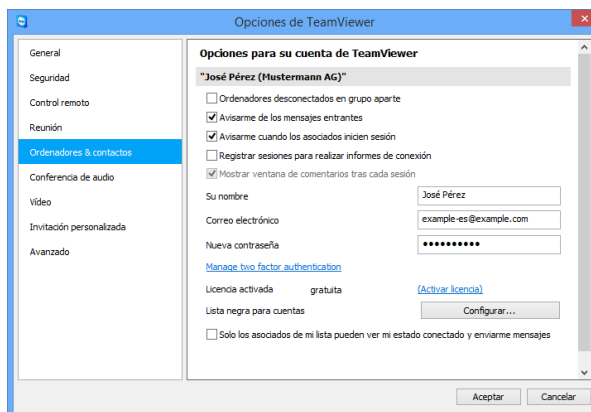 Opciones de TeamViewer
General
Seguridad
Control remoto
Reunión
Ordenadores & contactos
Conferencia de audio
Vídeo
Invitación personalizada
Avanzado
Opciones para su cuenta de TeamViewer
"José Pérez (Mustermann AG)"
Ordenadores desconectados en grupo aparte
Avisarme de los mensajes entrantes
Avisarme cuando los asociados inicien sesión
Registrar sesiones para realizar informes de conexión
Mostrar ventana de comentarios tras cada sesión
Su nombre José Pérez
Correo electrónico example-es@example.com
Nueva contraseña ●●●●●●●●●●
Manage two factor authentication
Licencia activada gratuita (Activar licencia)
Lista negra para cuentas Configurar...
Solo los asociados de mi lista pueden ver mi estado conectado y enviarme mensajes
Aceptar Cancelar